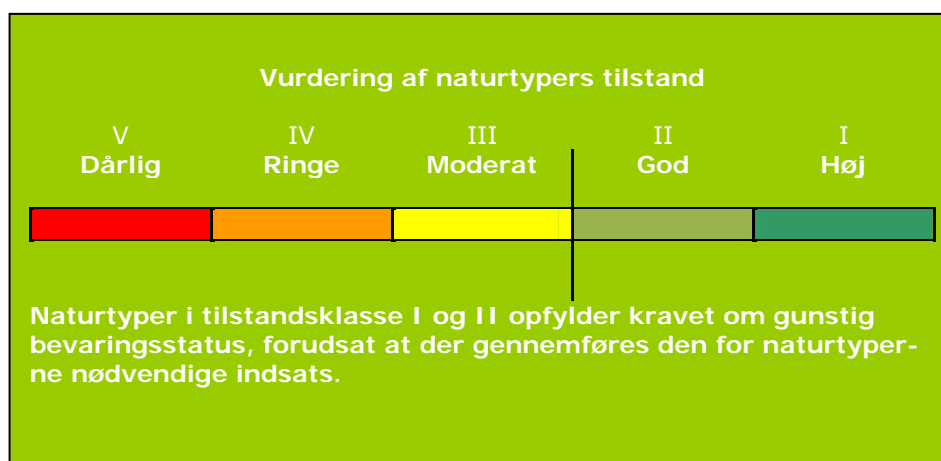 Vurdering af naturtypers tilstand
V IV III II I
Dårlig Ringe Moderat God Høj
Naturtyper i tilstandsklasse I og II opfylder kravet om gunstig
bevaringsstatus, forudsat at der gennemføres den for naturtyper-
ne nødvendige indsats.